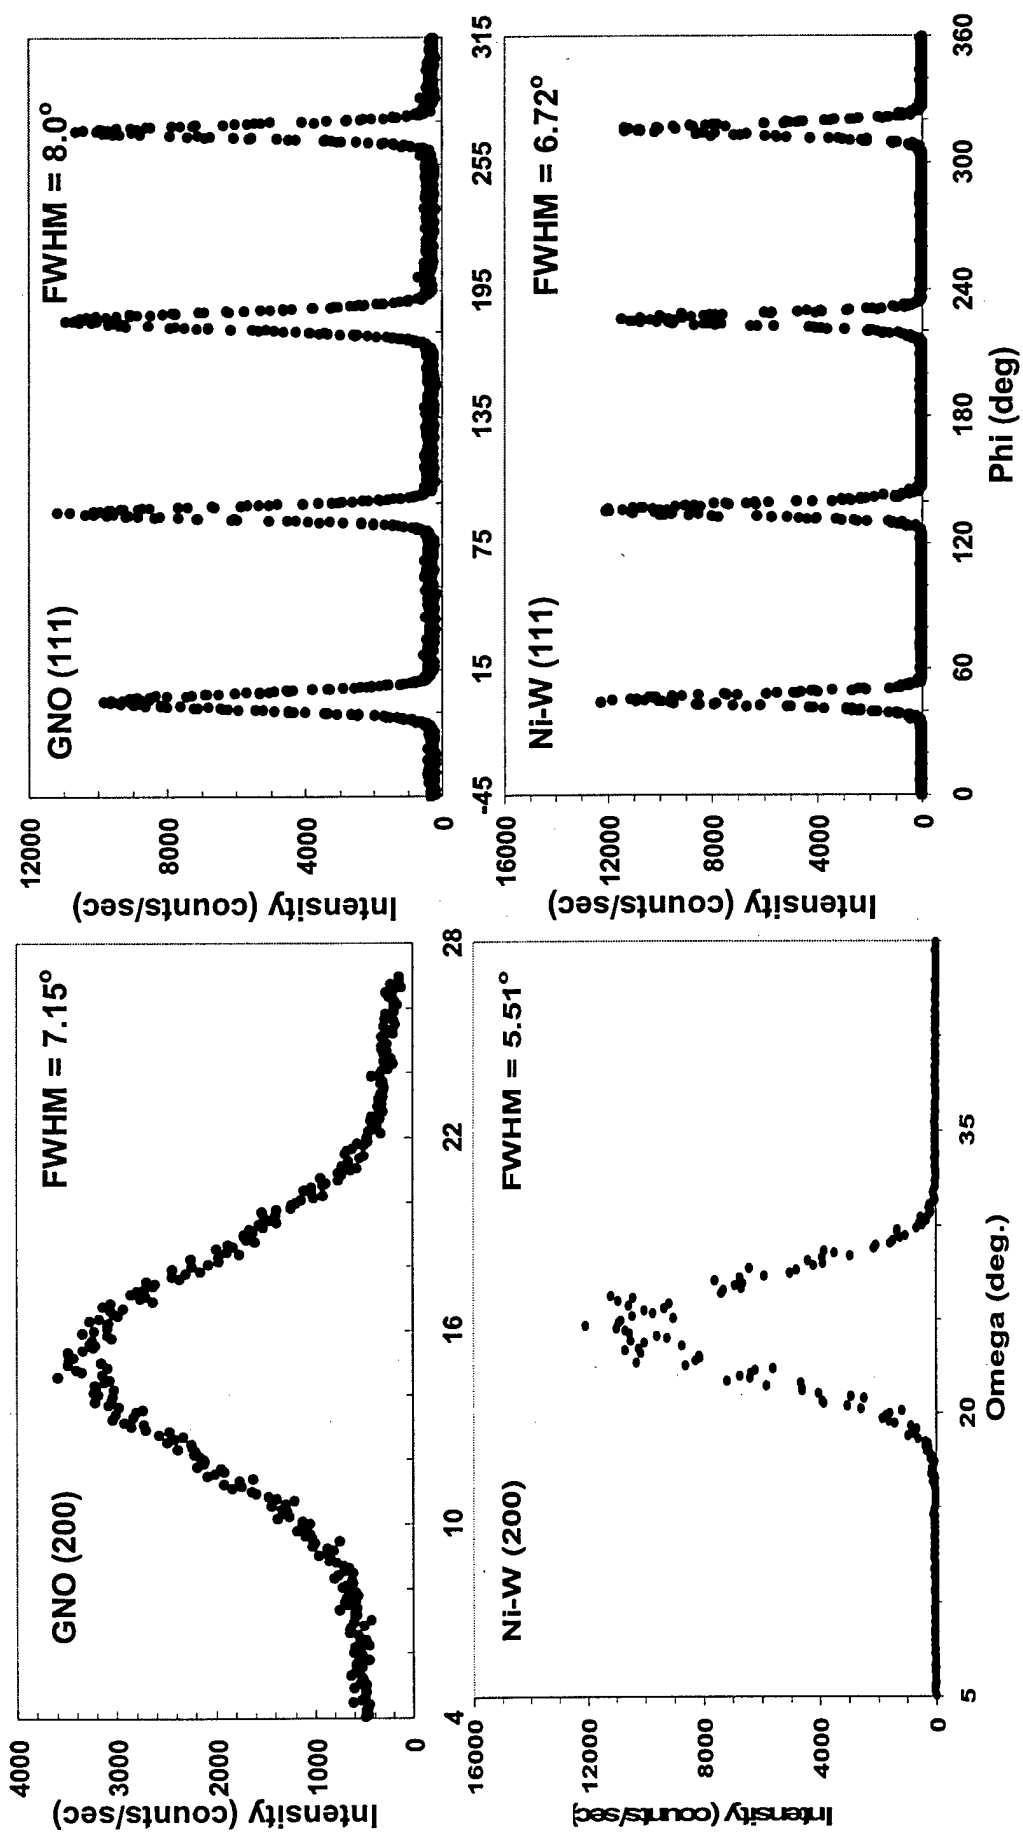 GNO (200)
FWHM = 7.15°
Intensity (counts/sec)
4000
3000
2000
1000
0
4
10
16
22
28
GNO (111)
FWHM = 8.0°
Intensity (counts/sec)
12000
8000
4000
0
-45
15
75
135
195
255
315
Ni-W (200)
FWHM = 5.51°
Intensity (counts/sec)
16000
12000
8000
4000
0
5
20
35
Omega (deg.)
Ni-W (111)
FWHM = 6.72°
Intensity (counts/sec)
16000
12000
8000
4000
0
0
60
120
180
240
300
360
Phi (deg)